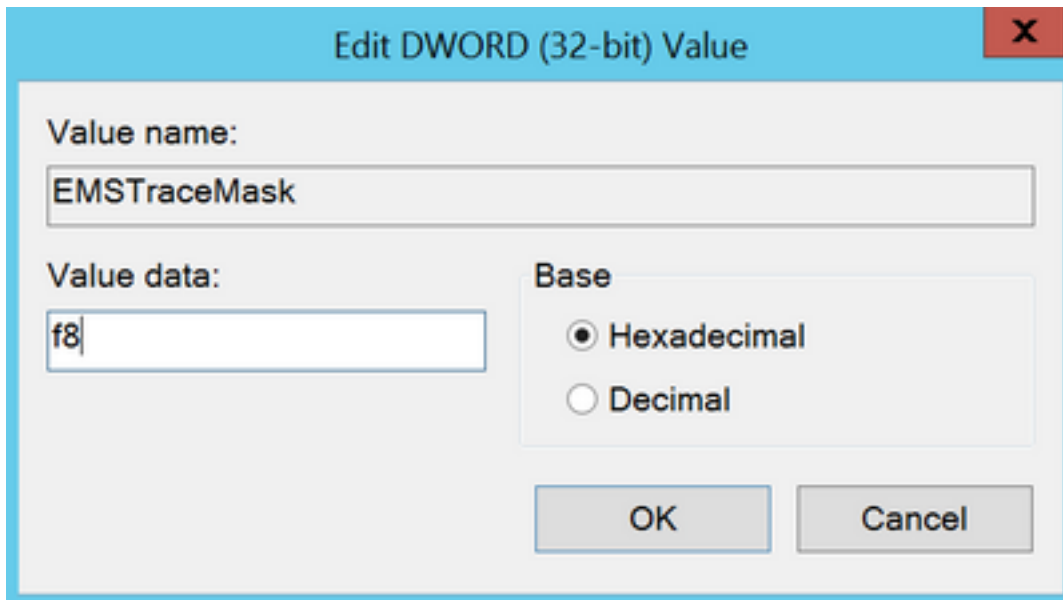 Edit DWORD (32-bit) Value
x
Value name:
EMSTraceMask
Value data:
f8
Base
Hexadecimal
Decimal
OK
Cancel